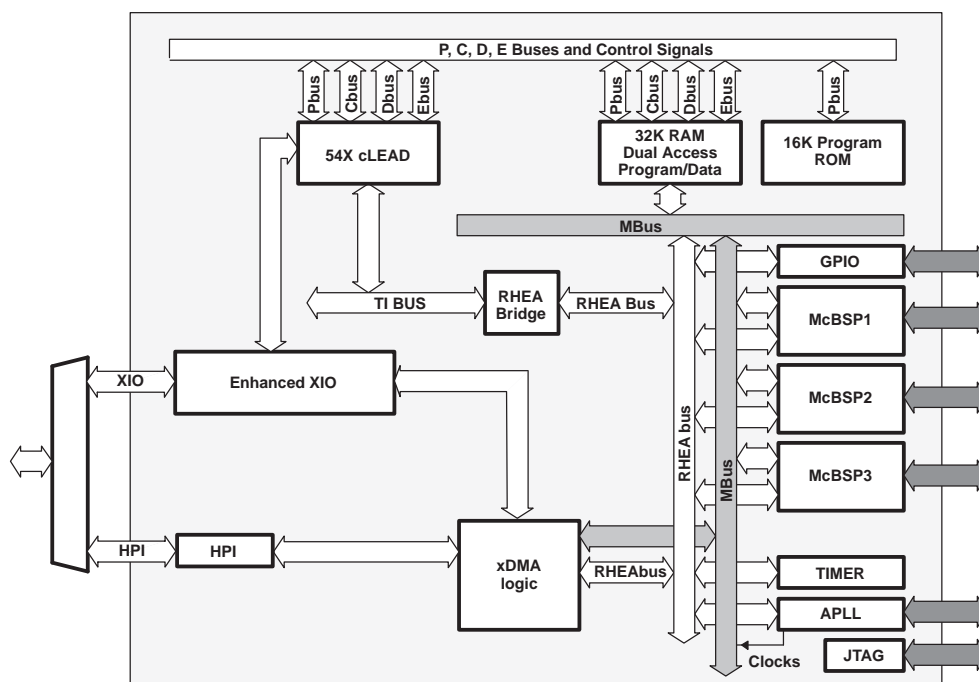 P, C, D, E Buses and Control Signals
Pbus
Cbus
Dbus
Ebus
Pbus
Cbus
Dbus
Ebus
Pbus
54X cLEAD
32K RAM
Dual Access
Program/Data
16K Program
ROM
MBus
GPIO
TI BUS
RHEA
Bridge
RHEA Bus
McBSP1
XIO
Enhanced XIO
McBSP2
RHEA bus
MBus
McBSP3
HPI
HPI
xDMA
logic
RHEAbus
TIMER
APLL
Clocks
JTAG